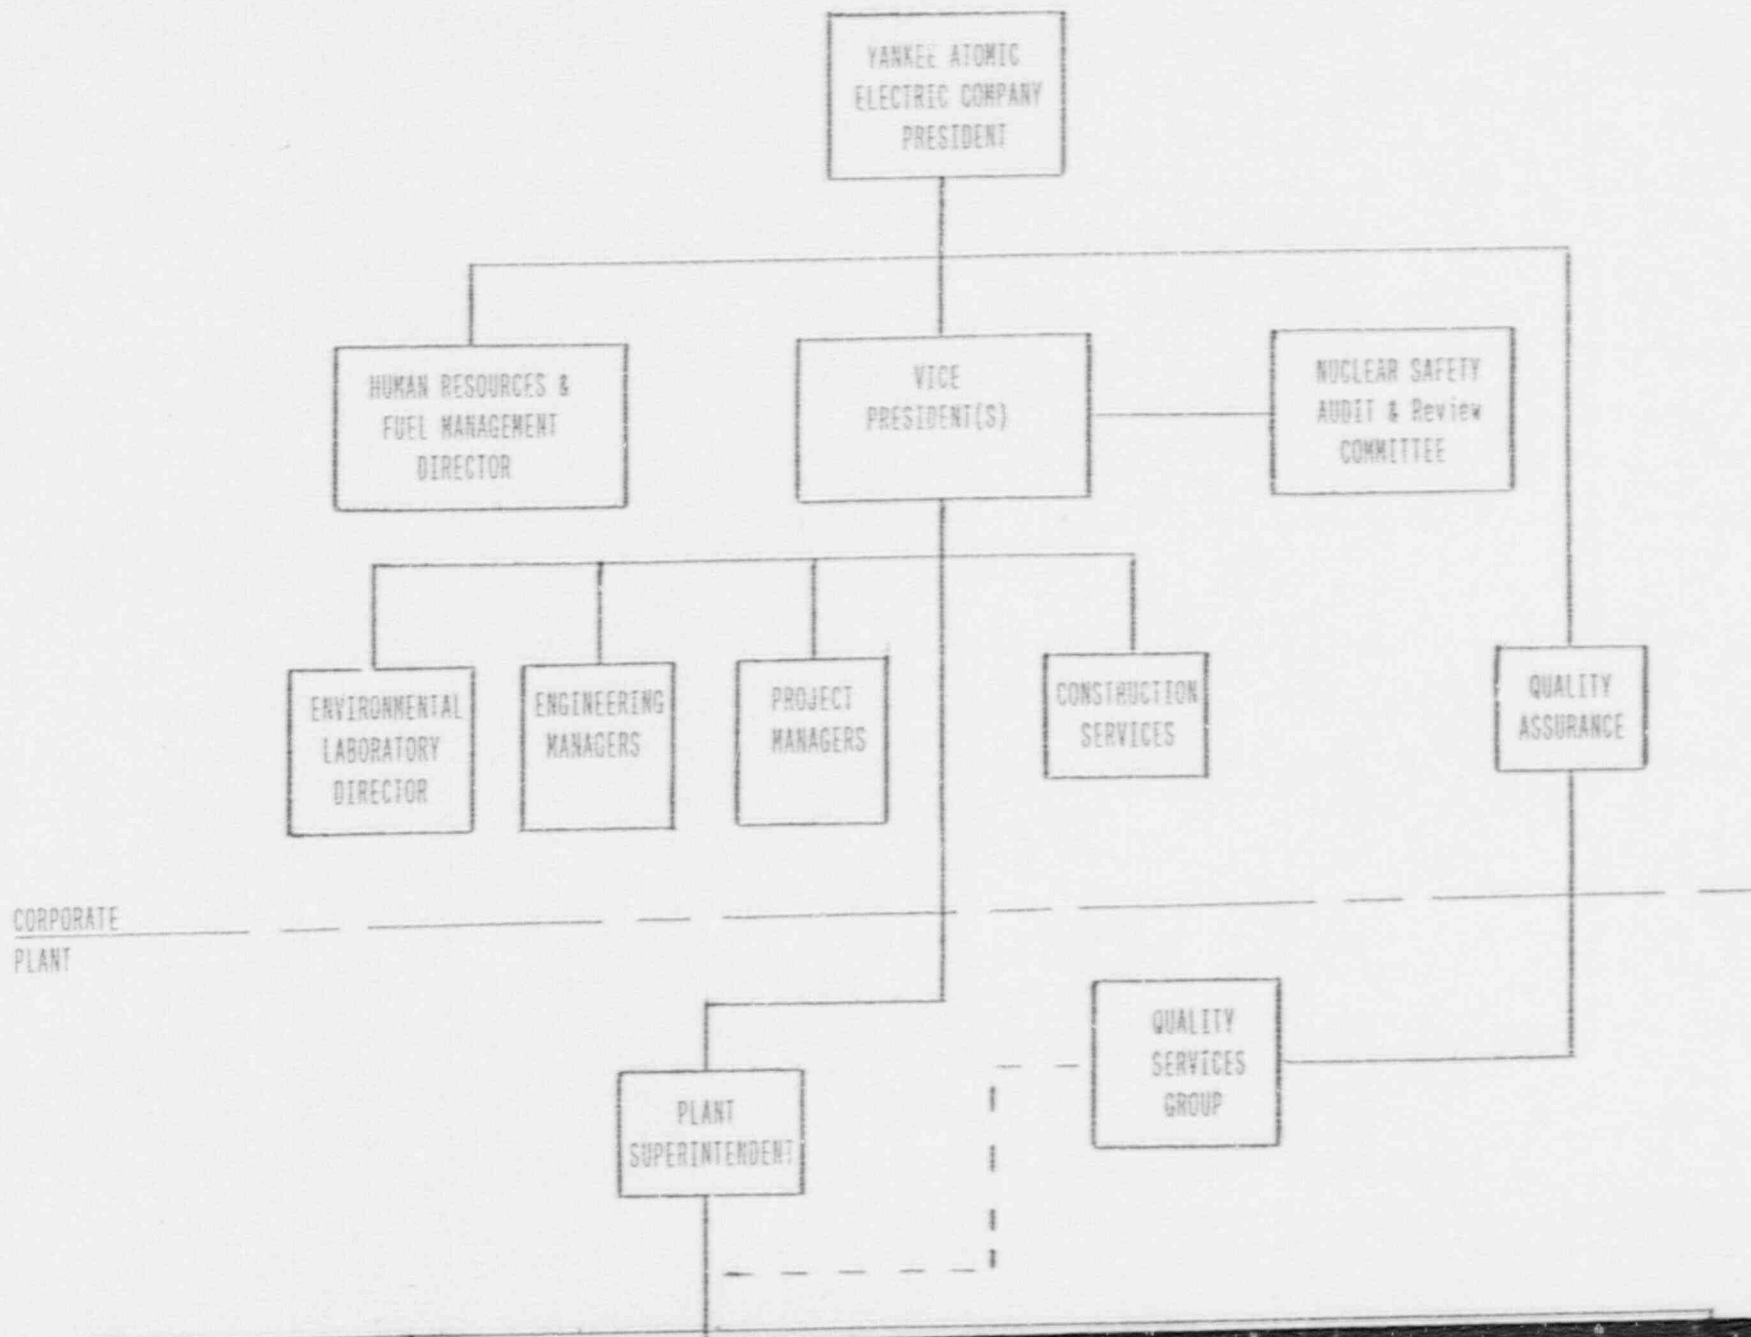 YANKEE ATOMIC
ELECTRIC COMPANY
PRESIDENT
HUMAN RESOURCES &
FUEL MANAGEMENT
DIRECTOR
VICE
PRESIDENT(S)
NUCLEAR SAFETY
AUDIT & Review
COMMITTEE
ENVIRONMENTAL
LABORATORY
DIRECTOR
ENGINEERING
MANAGERS
PROJECT
MANAGERS
CONSTRUCTION
SERVICES
QUALITY
ASSURANCE
CORPORATE
PLANT
QUALITY
SERVICES
GROUP
PLANT
SUPERINTENDENT